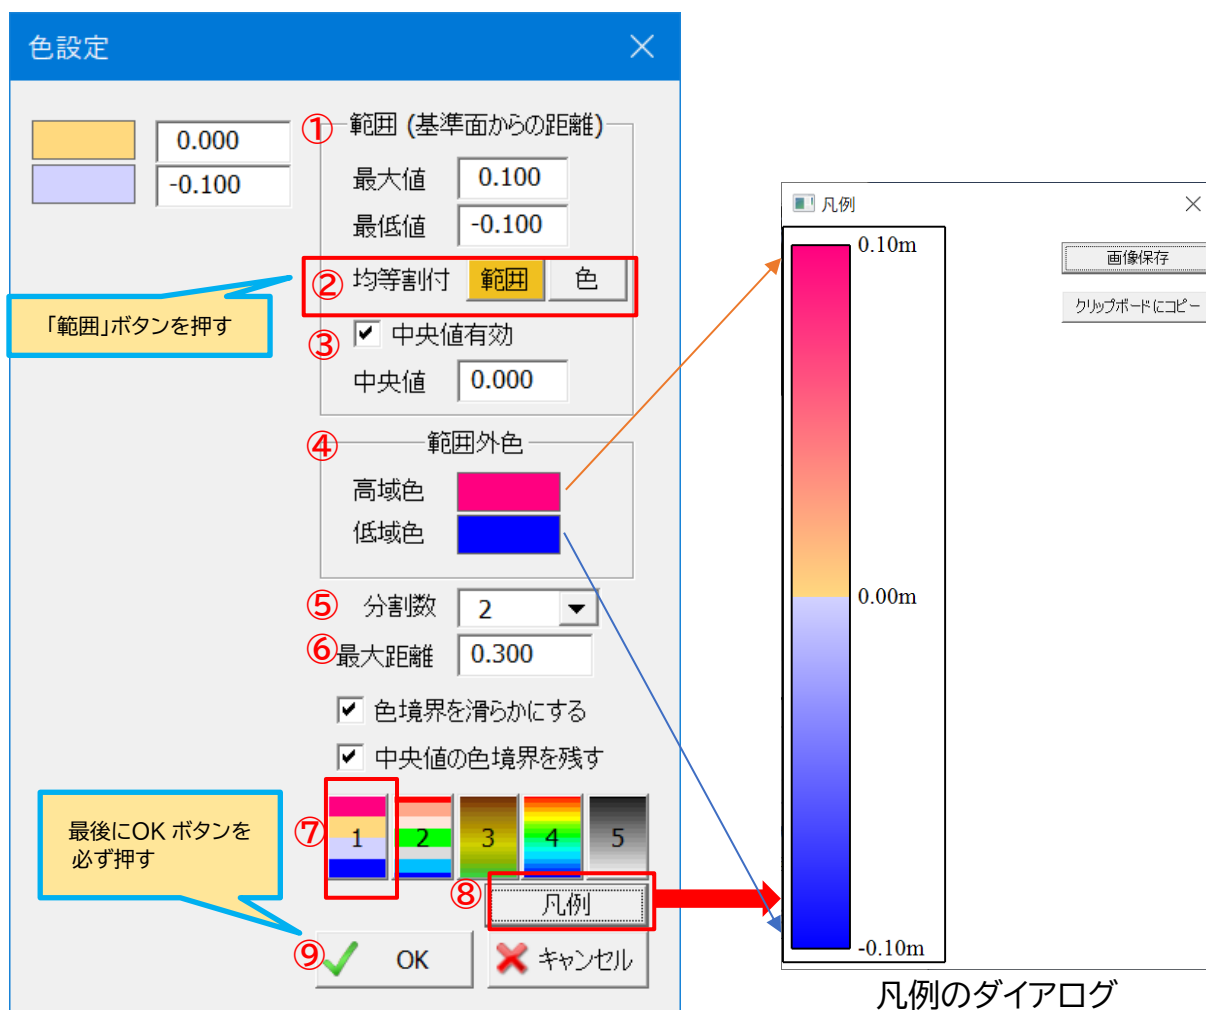 色設定
0.000
-0.100
① 範囲 (基準面からの距離)
最大値 0.100
最低値 -0.100
② 均等割付 範囲 色
「範囲」ボタンを押す
③ 中央値有効
中央値 0.000
④ 範囲外色
高域色
低域色
⑤ 分割数 2
⑥ 最大距離 0.300
色境界を滑らかにする
中央値の色境界を残す
⑦ 1 2 3 4 5
最後にOK ボタンを
必ず押す
⑧ 凡例
⑨ OK キャンセル
凡例
0.10m
画像保存
クリップボードにコピー
0.00m
-0.10m
凡例のダイアログ